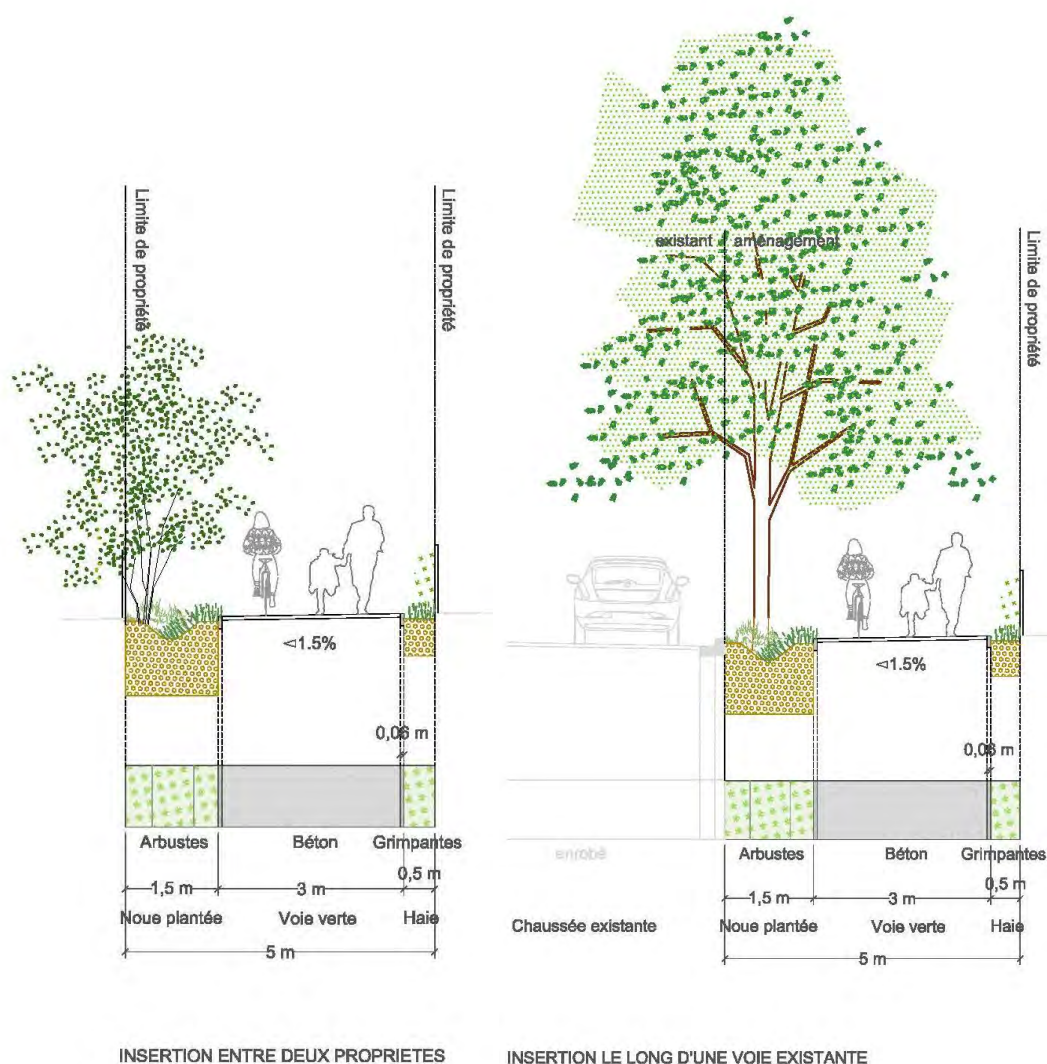 Limite de propriété
Limite de propriété
<1.5%
0,06 m
Arbustes
Béton
Grimpantes
1,5 m
3 m
0,5 m
Noue plantée
Voie verte
Haie
5 m
INSERTION ENTRE DEUX PROPRIETES
existant
aménagement
Limite de propriété
<1.5%
0,06 m
enrobé
Arbustes
Béton
Grimpantes
1,5 m
3 m
0,5 m
Chaussée existante
Noue plantée
Voie verte
Haie
5 m
INSERTION LE LONG D'UNE VOIE EXISTANTE